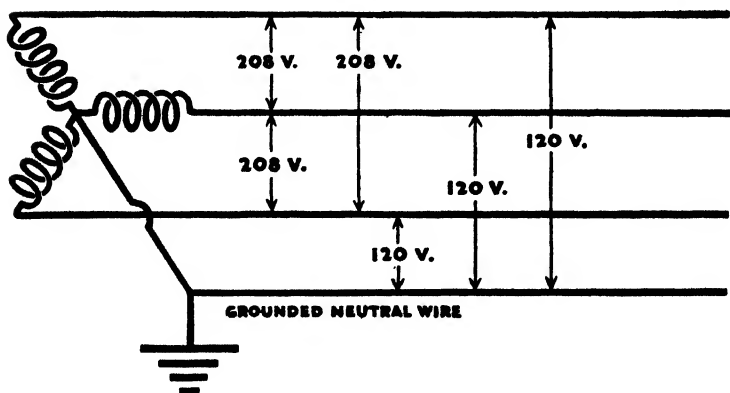 208 V. 208 V.
120 V.
208 V.
120 V.
120 V.
GROUNDED NEUTRAL WIRE